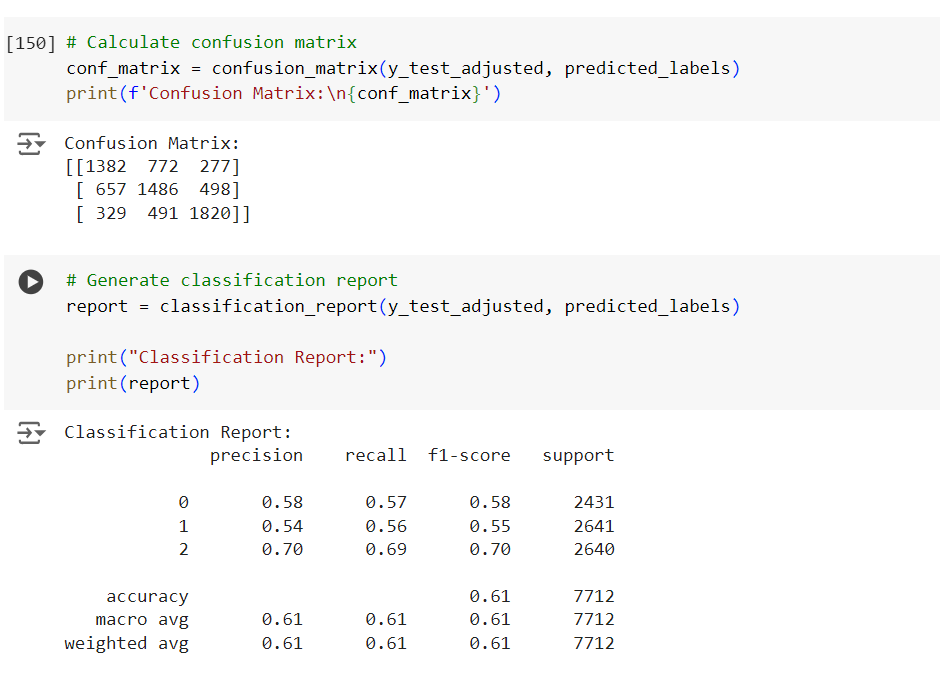 [150] # Calculate confusion matrix
conf_matrix = confusion_matrix(y_test_adjusted, predicted_labels)
print(f'Confusion Matrix:\n{conf_matrix}')
Confusion Matrix:
[[1382  772  277]
 [ 657 1486  498]
 [ 329  491 1820]]
# Generate classification report
report = classification_report(y_test_adjusted, predicted_labels)
print("Classification Report:")
print(report)
Classification Report:
              precision    recall  f1-score   support
           0       0.58      0.57      0.58      2431
           1       0.54      0.56      0.55      2641
           2       0.70      0.69      0.70      2640
    accuracy                           0.61      7712
   macro avg       0.61      0.61      0.61      7712
weighted avg       0.61      0.61      0.61      7712